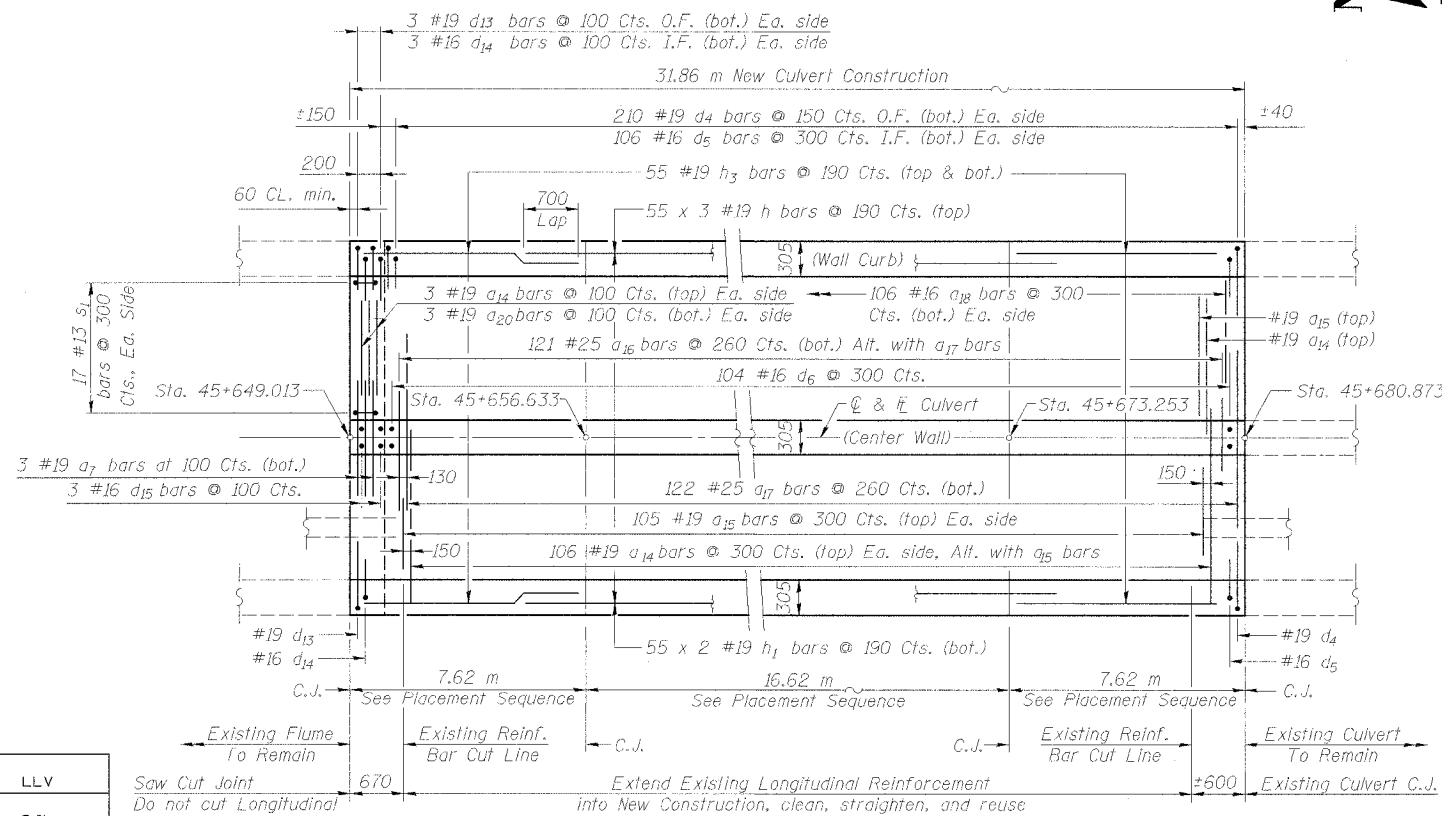 3 #19 d13 bars @ 100 Cts. O.F. (bot.) Ea. side
3 #16 d14 bars @ 100 Cts. I.F. (bot.) Ea. side
31.86 m New Culvert Construction
±150
210 #19 d4 bars @ 150 Cts. O.F. (bot.) Ea. side
106 #16 d5 bars @ 300 Cts. I.F. (bot.) Ea. side
±40
200
55 #19 h3 bars @ 190 Cts. (top & bot.)
60 CL. min.
700
Lap
55 x 3 #19 h bars @ 190 Cts. (top)
305
(Wall Curb)
17 #13 s1
bars @ 300
Cts., Ea. Side
3 #19 a14 bars @ 100 Cts. (top) Ea. side
3 #19 a20 bars @ 100 Cts. (bot.) Ea. side
106 #16 a18 bars @ 300
Cts. (bot.) Ea. side
#19 a15 (top)
#19 a14 (top)
121 #25 a16 bars @ 260 Cts. (bot.) Alt. with a17 bars
104 #16 d6 @ 300 Cts.
Sta. 45+649.013
Sta. 45+656.633
℄ & Culvert
Sta. 45+673.253
Sta. 45+680.873
305
(Center Wall)
3 #19 a7 bars at 100 Cts. (bot.)
3 #16 d15 bars @ 100 Cts.
130
122 #25 a17 bars @ 260 Cts. (bot.)
150
105 #19 a15 bars @ 300 Cts. (top) Ea. side
150
106 #19 a14 bars @ 300 Cts. (top) Ea. side, Alt. with a15 bars
305
#19 d13
#16 d14
55 x 2 #19 h1 bars @ 190 Cts. (bot.)
#19 d4
#16 d5
C.J.
7.62 m
See Placement Sequence
16.62 m
See Placement Sequence
7.62 m
See Placement Sequence
C.J.
Existing Flume
To Remain
Existing Reinf.
Bar Cut Line
C.J.
C.J.
Existing Reinf.
Bar Cut Line
Existing Culvert
To Remain
LLV
Saw Cut Joint
Do not cut Longitudinal
670
Extend Existing Longitudinal Reinforcement
into New Construction, clean, straighten, and reuse
±600
Existing Culvert C.J.